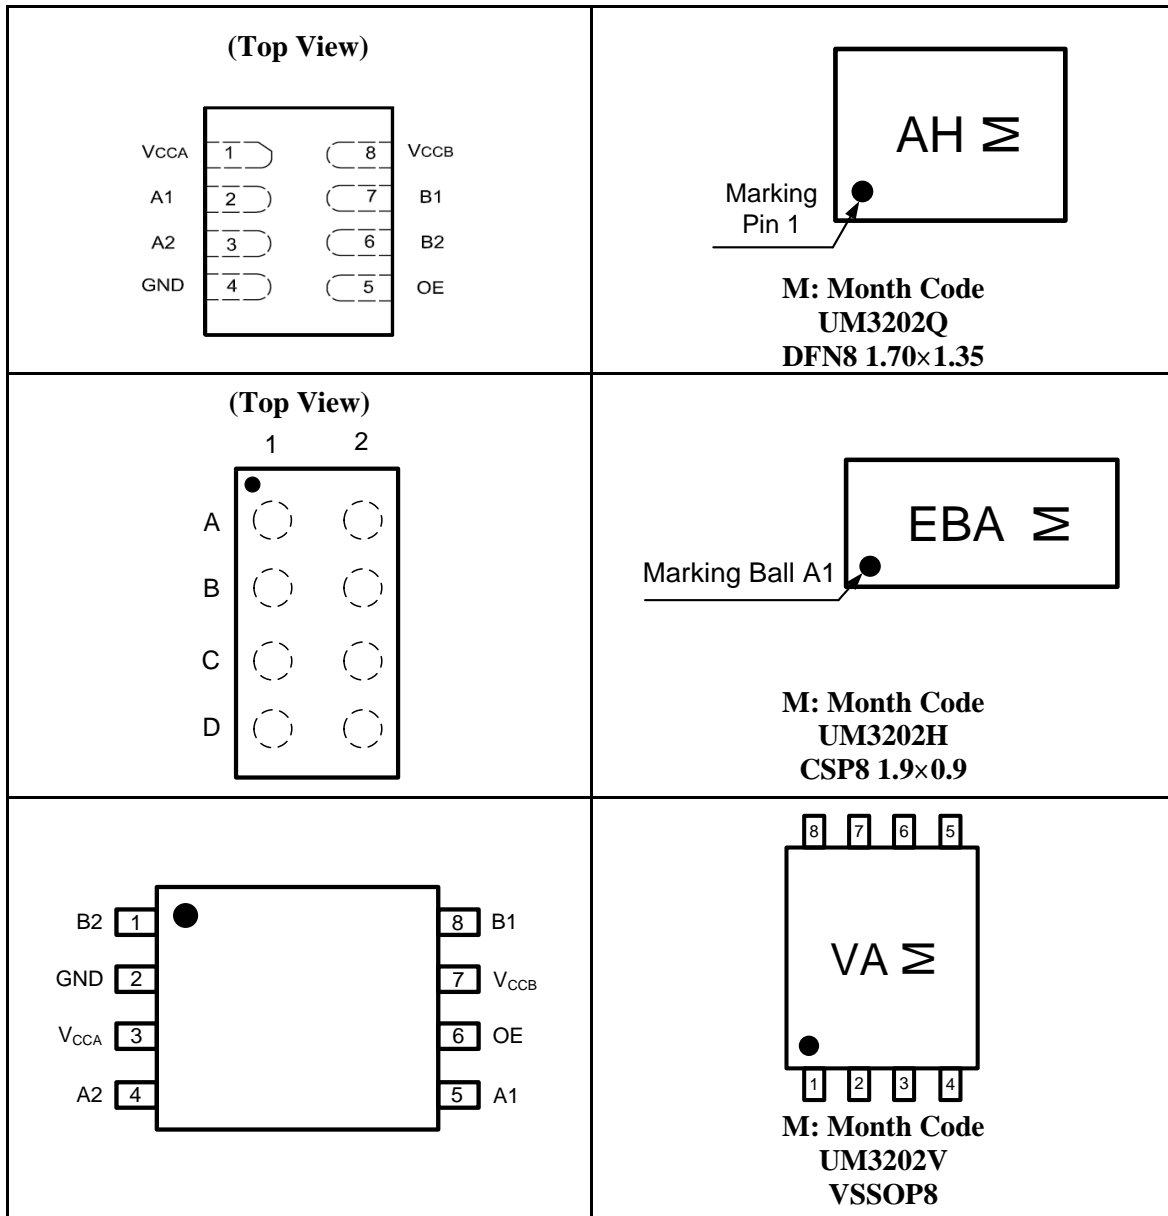 (Top View)
VCCA 1 8 VCCB
A1 2 7 B1
A2 3 6 B2
GND 4 5 OE
AH M
Marking
Pin 1
M: Month Code
UM3202Q
DFN8 1.70×1.35
(Top View)
1 2
A
B
C
D
EBA M
Marking Ball A1
M: Month Code
UM3202H
CSP8 1.9×0.9
B2 1 8 B1
GND 2 7 VCCB
VCCA 3 6 OE
A2 4 5 A1
8 7 6 5
VA M
1 2 3 4
M: Month Code
UM3202V
VSSOP8